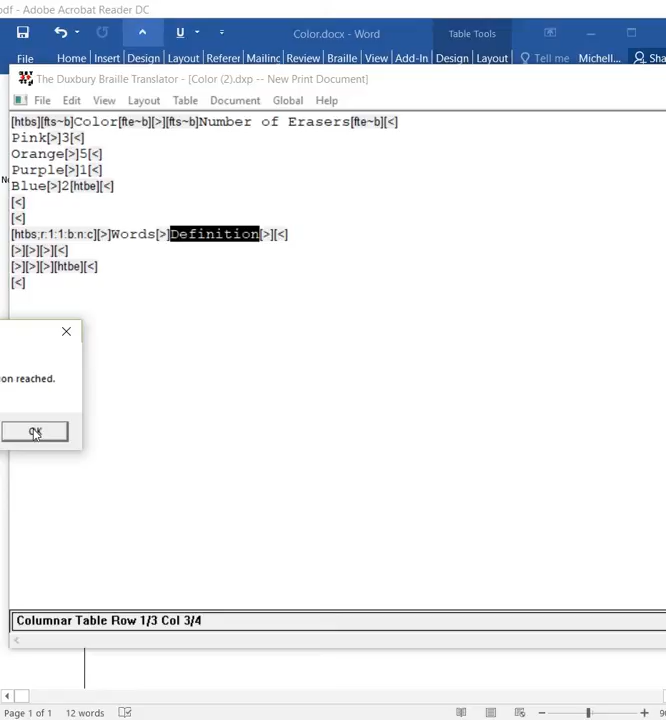 odf - Adobe Acrobat Reader DC
Color.docx - Word
Table Tools
File Home Insert Design Layout Referer Mailinc Review Braille View Add-In Design Layout Tell me Michell... Sha
The Duxbury Braille Translator - [Color (2).dxp -- New Print Document]
File Edit View Layout Table Document Global Help
[htbs][fts~b]Color[fte~b][>][fts~b]Number of Erasers[fte~b][<]
Pink[>]3[<]
Orange[>]5[<]
Purple[>]1[<]
Blue[>]2[htbe][<]
[<]
[<]
[htbs;r:1:1:b:n:c][>]Words[>]Definition[>][<]
[>][>][>][<]
[>][>][>][htbe][<]
[<]
on reached.
OK
Columnar Table Row 1/3 Col 3/4
Page 1 of 1 12 words